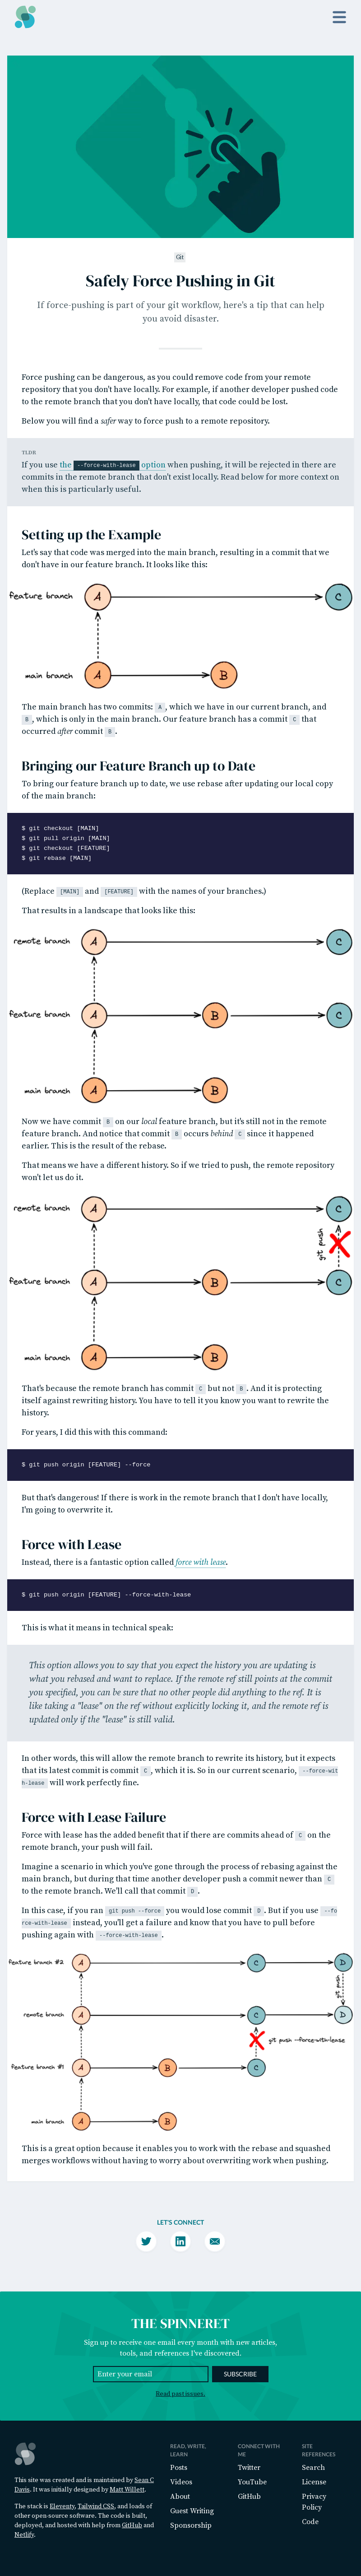 Git
Safely Force Pushing in Git
If force-pushing is part of your git workflow, here's a tip that can help
you avoid disaster.
Force pushing can be dangerous, as you could remove code from your remote
repository that you don't have locally. For example, if another developer pushed code
to the remote branch that you don't have locally, that code could be lost.
Below you will find a safer way to force push to a remote repository.
TLDR
If you use the --force-with-lease option when pushing, it will be rejected in there are
commits in the remote branch that don't exist locally. Read below for more context on
when this is particularly useful.
Setting up the Example
Let's say that code was merged into the main branch, resulting in a commit that we
don't have in our feature branch. It looks like this:
feature branch A C
main branch A B
The main branch has two commits: A, which we have in our current branch, and
B, which is only in the main branch. Our feature branch has a commit C that
occurred after commit B.
Bringing our Feature Branch up to Date
To bring our feature branch up to date, we use rebase after updating our local copy
of the main branch:
$ git checkout [MAIN]
$ git pull origin [MAIN]
$ git checkout [FEATURE]
$ git rebase [MAIN]
(Replace [MAIN] and [FEATURE] with the names of your branches.)
That results in a landscape that looks like this:
remote branch A C
feature branch A B C
main branch A B
Now we have commit B on our local feature branch, but it's still not in the remote
feature branch. And notice that commit B occurs behind C since it happened
earlier. This is the result of the rebase.
That means we have a different history. So if we tried to push, the remote repository
won't let us do it.
remote branch A C
git push
feature branch A B C
main branch A B
That's because the remote branch has commit C but not B. And it is protecting
itself against rewriting history. You have to tell it you know you want to rewrite the
history.
For years, I did this with this command:
$ git push origin [FEATURE] --force
But that's dangerous! If there is work in the remote branch that I don't have locally,
I'm going to overwrite it.
Force with Lease
Instead, there is a fantastic option called force with lease.
$ git push origin [FEATURE] --force-with-lease
This is what it means in technical speak:
This option allows you to say that you expect the history you are updating is
what you rebased and want to replace. If the remote ref still points at the commit
you specified, you can be sure that no other people did anything to the ref. It is
like taking a "lease" on the ref without explicitly locking it, and the remote ref is
updated only if the "lease" is still valid.
In other words, this will allow the remote branch to rewrite its history, but it expects
that its latest commit is commit C, which it is. So in our current scenario, --force-wit
h-lease will work perfectly fine.
Force with Lease Failure
Force with lease has the added benefit that if there are commits ahead of C on the
remote branch, your push will fail.
Imagine a scenario in which you've gone through the process of rebasing against the
main branch, but during that time another developer push a commit newer than C
to the remote branch. We'll call that commit D.
In this case, if you ran git push --force you would lose commit D. But if you use --fo
rce-with-lease instead, you'll get a failure and know that you need to pull before
pushing again with --force-with-lease.
feature branch #2 A C D
git push
remote branch A C D
git push --force-with-lease
feature branch #1 A B C
main branch A B
This is a great option because it enables you to work with the rebase and squashed
merges workflows without having to worry about overwriting work when pushing.
LET'S CONNECT
THE SPINNERET
Sign up to receive one email every month with new articles,
tools, and references I've discovered.
Enter your email
SUBSCRIBE
Read past issues.
This site was created and is maintained by Sean C
Davis. It was initially designed by Matt Willett.
The stack is Eleventy, Tailwind CSS, and loads of
other open-source software. The code is built,
deployed, and hosted with help from GitHub and
Netlify.
READ, WRITE,
LEARN
Posts
Videos
About
Guest Writing
Sponsorship
CONNECT WITH
ME
Twitter
YouTube
GitHub
SITE
REFERENCES
Search
License
Privacy
Policy
Code